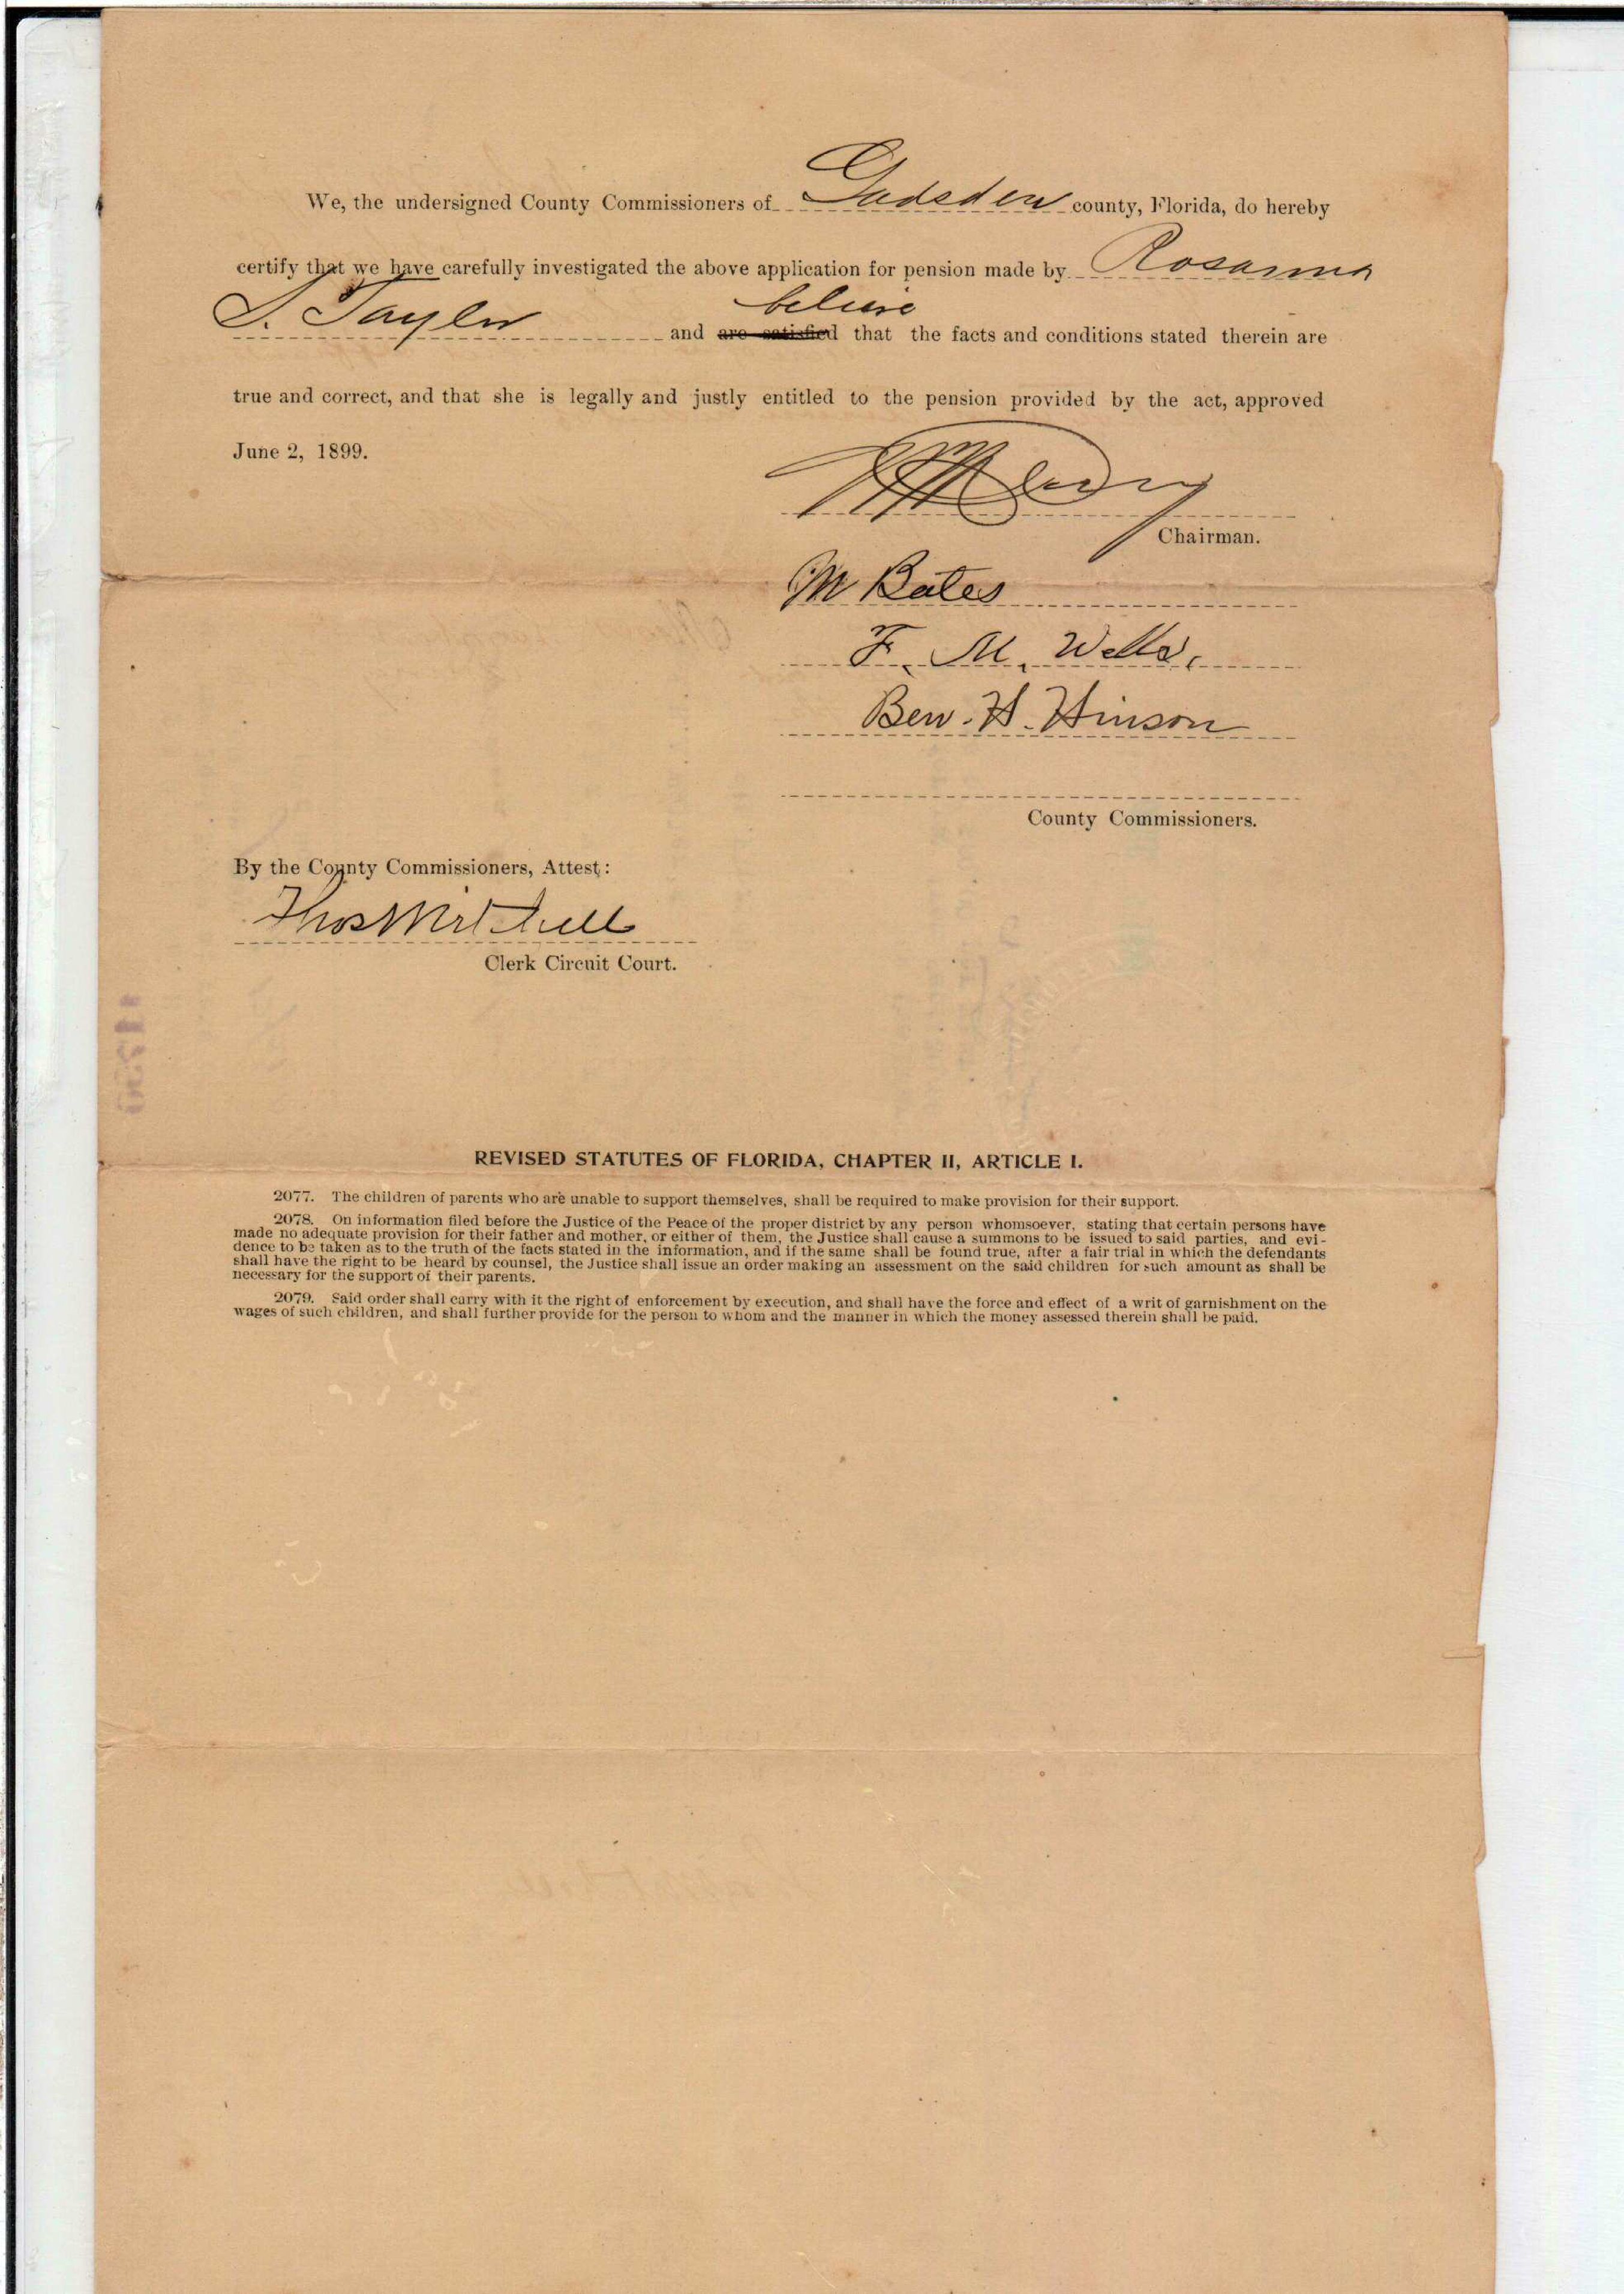 We, the undersigned County Commissioners of Gadsden county, Florida, do hereby
certify that we have carefully investigated the above application for pension made by Rosanna
believe
S. Taylor and are satisfied that the facts and conditions stated therein are
true and correct, and that she is legally and justly entitled to the pension provided by the act, approved
June 2, 1899.
Chairman.
M Bates
F. M. Wells,
Ben. H. Hinson
County Commissioners.
By the County Commissioners, Attest:
Thos Mitchell
Clerk Circuit Court.
REVISED STATUTES OF FLORIDA, CHAPTER II, ARTICLE I.
2077. The children of parents who are unable to support themselves, shall be required to make provision for their support.
2078. On information filed before the Justice of the Peace of the proper district by any person whomsoever, stating that certain persons have
made no adequate provision for their father and mother, or either of them, the Justice shall cause a summons to be issued to said parties, and evi-
dence to be taken as to the truth of the facts stated in the information, and if the same shall be found true, after a fair trial in which the defendants
shall have the right to be heard by counsel, the Justice shall issue an order making an assessment on the said children for such amount as shall be
necessary for the support of their parents.
2079. Said order shall carry with it the right of enforcement by execution, and shall have the force and effect of a writ of garnishment on the
wages of such children, and shall further provide for the person to whom and the manner in which the money assessed therein shall be paid.